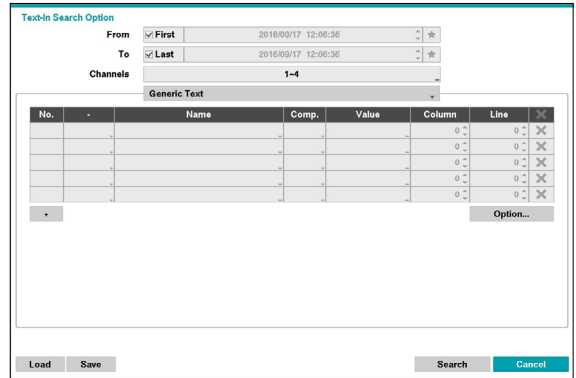 Text-In Search Option
From First 2016/09/17 12:06:36
To Last 2016/09/17 12:06:36
Channels 1~4
Generic Text
No. - Name Comp. Value Column Line
0 0
0 0
0 0
0 0
0 0
+ Option...
Load Save Search Cancel